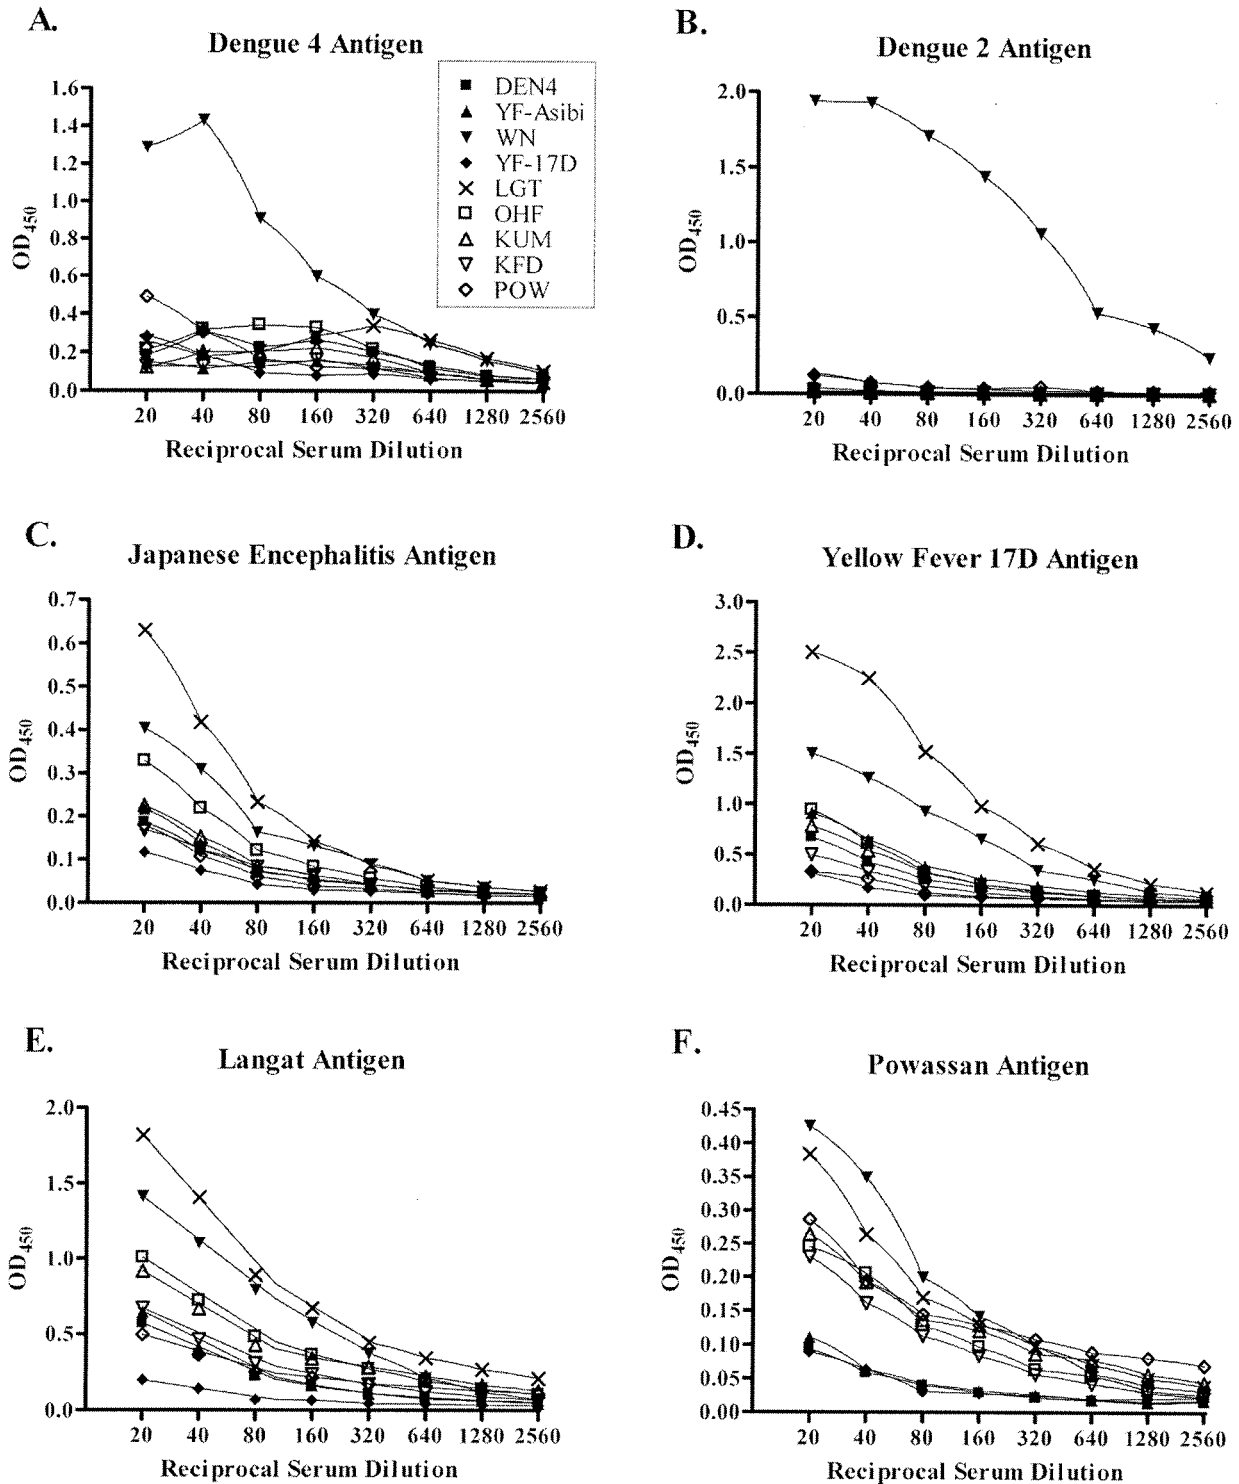 A.
Dengue 4 Antigen
OD450
1.6
1.4
1.2
1.0
0.8
0.6
0.4
0.2
0.0
20 40 80 160 320 640 1280 2560
Reciprocal Serum Dilution
DEN4
YF-Asibi
WN
YF-17D
LGT
OHF
KUM
KFD
POW
B.
Dengue 2 Antigen
OD450
2.0
1.5
1.0
0.5
0.0
20 40 80 160 320 640 1280 2560
Reciprocal Serum Dilution
C.
Japanese Encephalitis Antigen
OD450
0.7
0.6
0.5
0.4
0.3
0.2
0.1
0.0
20 40 80 160 320 640 1280 2560
Reciprocal Serum Dilution
D.
Yellow Fever 17D Antigen
OD450
3.0
2.5
2.0
1.5
1.0
0.5
0.0
20 40 80 160 320 640 1280 2560
Reciprocal Serum Dilution
E.
Langat Antigen
OD450
2.0
1.5
1.0
0.5
0.0
20 40 80 160 320 640 1280 2560
Reciprocal Serum Dilution
F.
Powassan Antigen
OD450
0.45
0.40
0.35
0.30
0.25
0.20
0.15
0.10
0.05
0.00
20 40 80 160 320 640 1280 2560
Reciprocal Serum Dilution